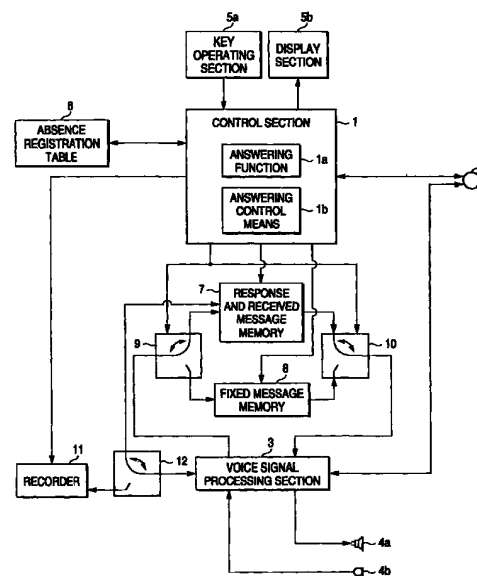 5a
5b
KEY
OPERATING
SECTION
DISPLAY
SECTION
6
ABSENCE
REGISTRATION
TABLE
CONTROL SECTION
1
ANSWERING
FUNCTION
1a
ANSWERING
CONTROL
MEANS
1b
7
RESPONSE
AND RECEIVED
MESSAGE
MEMORY
9
10
8
FIXED MESSAGE
MEMORY
3
11
12
RECORDER
VOICE SIGNAL
PROCESSING SECTION
4a
4b